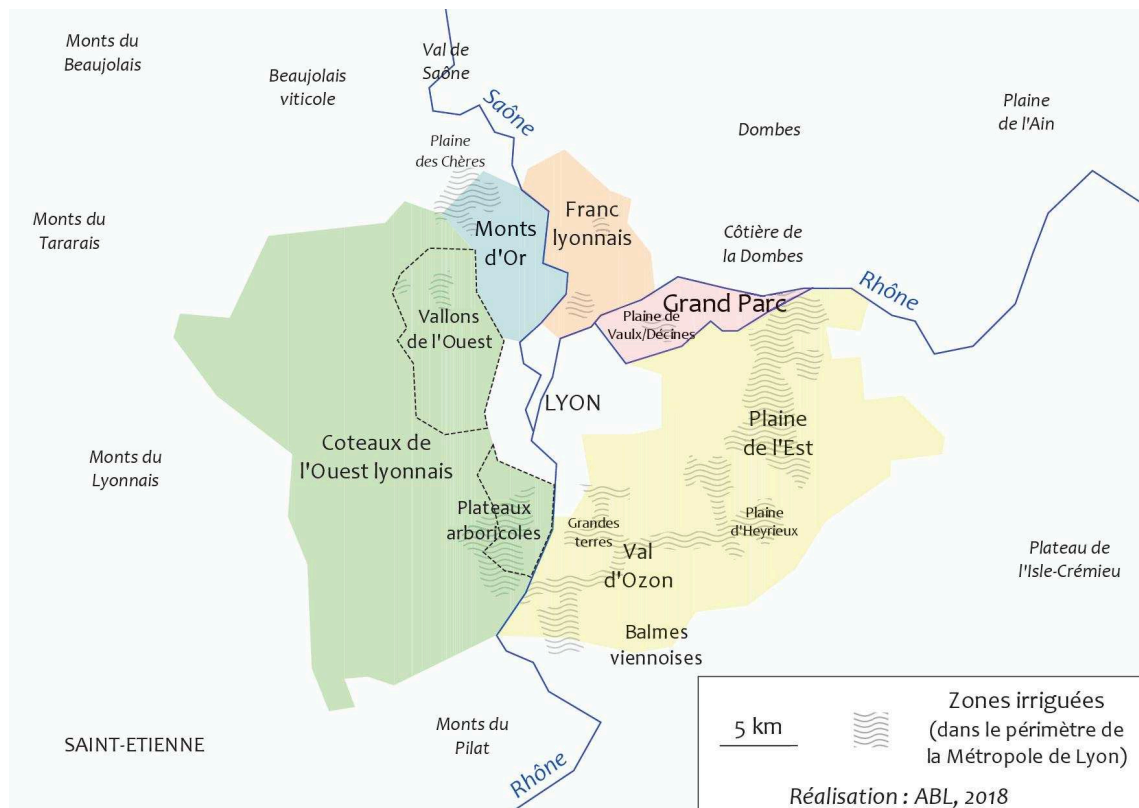 Monts du
Beaujolais
Beaujolais
viticole
Val de
Saône
Saône
Plaine
des Chères
Dombes
Plaine
de l'Ain
Monts du
Tararais
Monts
d'Or
Franc
lyonnais
Côtière de
la Dombes
Rhône
Grand Parc
Plaine de
Vaulx/Décines
Vallons
de l'Ouest
LYON
Plaine
de l'Est
Coteaux de
l'Ouest lyonnais
Monts du
Lyonnais
Plateaux
arboricoles
Grandes
terres
Plaine
d'Heyrieux
Val
d'Ozon
Plateau de
l'Isle-Crémieu
Balmes
viennoises
Monts du
Pilat
SAINT-ETIENNE
Rhône
5 km
Zones irriguées
(dans le périmètre de
la Métropole de Lyon)
Réalisation : ABL, 2018